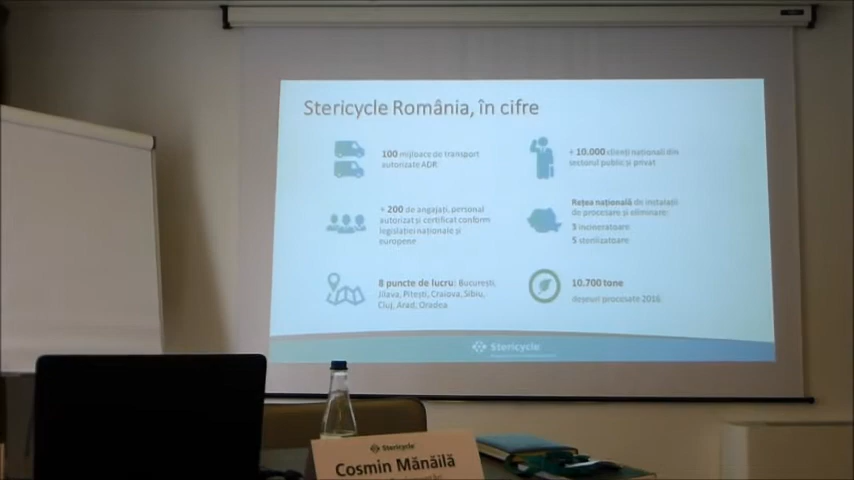 Stericycle România, în cifre
100 mijloace de transport
autorizate ADR
+ 10.000 clienți naționali din
sectorul public și privat
+ 200 de angajați, personal
autorizat și certificat conform
legislației naționale și
europene
Rețea națională de instalații
de procesare și eliminare:
3 incineratoare
5 sterilizatoare
8 puncte de lucru: București,
Jilava, Pitești, Craiova, Sibiu,
Cluj, Arad, Oradea
10.700 tone
deșeuri procesate 2016
Stericycle
Stericycle
Cosmin Mănăilă